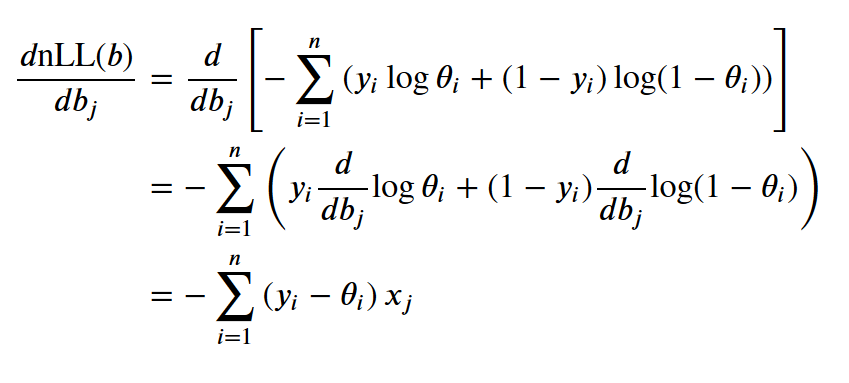 dnLL(b)/db_j = d/db_j [ − ∑_{i=1}^{n} (y_i log θ_i + (1 − y_i) log(1 − θ_i)) ]
= − ∑_{i=1}^{n} ( y_i d/db_j log θ_i + (1 − y_i) d/db_j log(1 − θ_i) )
= − ∑_{i=1}^{n} (y_i − θ_i) x_j